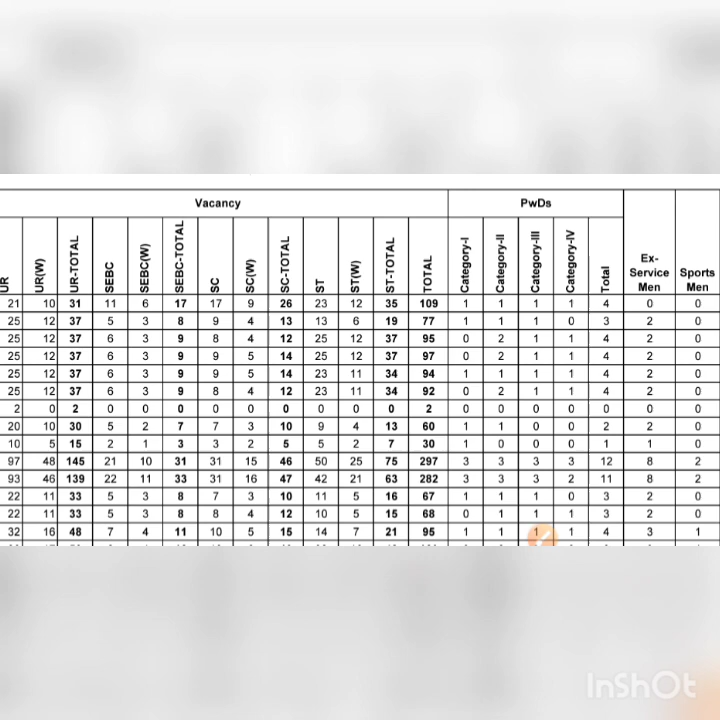 Vacancy PwDs
UR UR(W) UR-TOTAL SEBC SEBC(W) SEBC-TOTAL SC SC(W) SC-TOTAL ST ST(W) ST-TOTAL TOTAL Category-I Category-II Category-III Category-IV Total Ex-Service Men Sports Men
21 10 31 11 6 17 17 9 26 23 12 35 109 1 1 1 1 4 0 0
25 12 37 5 3 8 9 4 13 13 6 19 77 1 1 1 0 3 2 0
25 12 37 6 3 9 8 4 12 25 12 37 95 0 2 1 1 4 2 0
25 12 37 6 3 9 9 5 14 25 12 37 97 0 2 1 1 4 2 0
25 12 37 6 3 9 9 5 14 23 11 34 94 1 1 1 1 4 2 0
25 12 37 6 3 9 8 4 12 23 11 34 92 0 2 1 1 4 2 0
2 0 2 0 0 0 0 0 0 0 0 0 2 0 0 0 0 0 0 0
20 10 30 5 2 7 7 3 10 9 4 13 60 1 1 0 0 2 2 0
10 5 15 2 1 3 3 2 5 5 2 7 30 1 0 0 0 1 1 0
97 48 145 21 10 31 31 15 46 50 25 75 297 3 3 3 3 12 8 2
93 46 139 22 11 33 31 16 47 42 21 63 282 3 3 3 2 11 8 2
22 11 33 5 3 8 7 3 10 11 5 16 67 1 1 1 0 3 2 0
22 11 33 5 3 8 8 4 12 10 5 15 68 0 1 1 1 3 2 0
32 16 48 7 4 11 10 5 15 14 7 21 95 1 1 1 1 4 3 1
InShOt